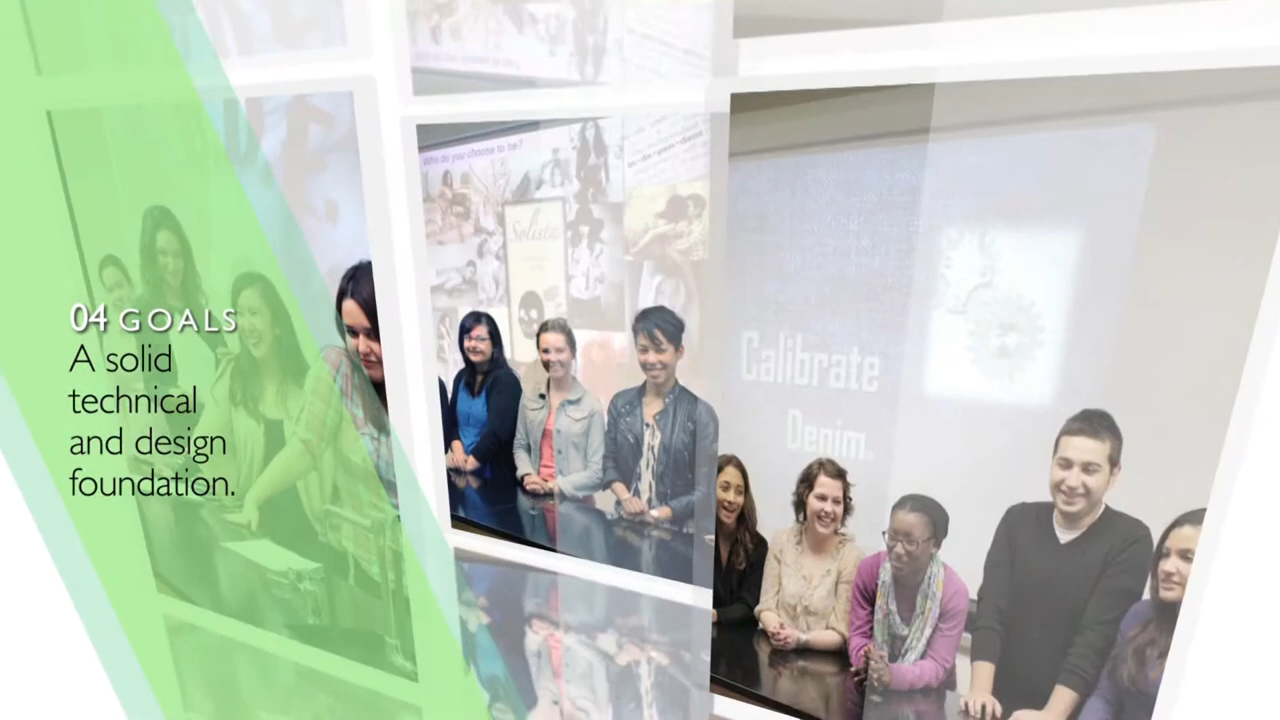 04 GOALS
A solid
technical
and design
foundation.
Who do you choose to be?
Solista
Calibrate
Denim.